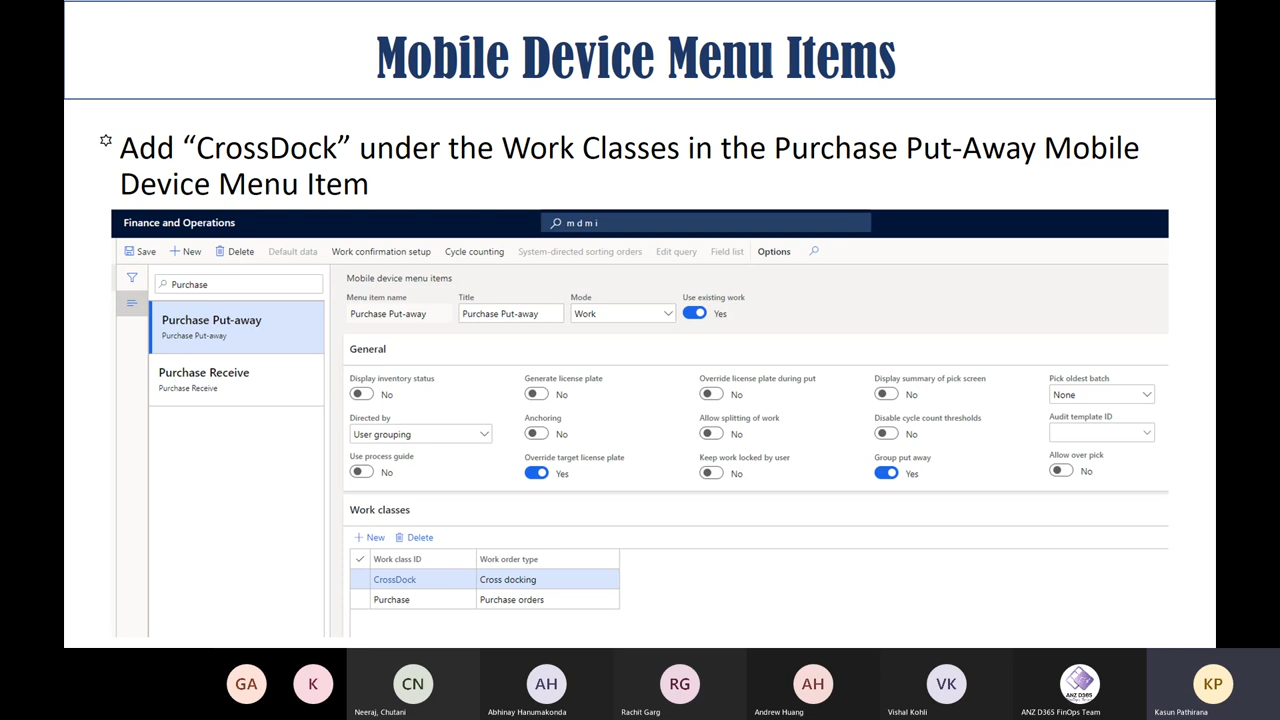 Mobile Device Menu Items
Add “CrossDock” under the Work Classes in the Purchase Put-Away Mobile
Device Menu Item
Finance and Operations
m d m i
Save New Delete Default data Work confirmation setup Cycle counting System-directed sorting orders Edit query Field list Options
Purchase
Purchase Put-away
Purchase Put-away
Purchase Receive
Purchase Receive
Mobile device menu items
Menu item name Title Mode Use existing work
Purchase Put-away Purchase Put-away Work Yes
General
Display inventory status Generate license plate Override license plate during put Display summary of pick screen Pick oldest batch
No No No No None
Directed by Anchoring Allow splitting of work Disable cycle count thresholds Audit template ID
User grouping No No No
Use process guide Override target license plate Keep work locked by user Group put away Allow over pick
No Yes No Yes No
Work classes
New Delete
Work class ID Work order type
CrossDock Cross docking
Purchase Purchase orders
GA K CN AH RG AH VK KP
ANZ D365
Neeraj, Chutani Abhinay Hanumakonda Rachit Garg Andrew Huang Vishal Kohli ANZ D365 FinOps Team Kasun Pathirana